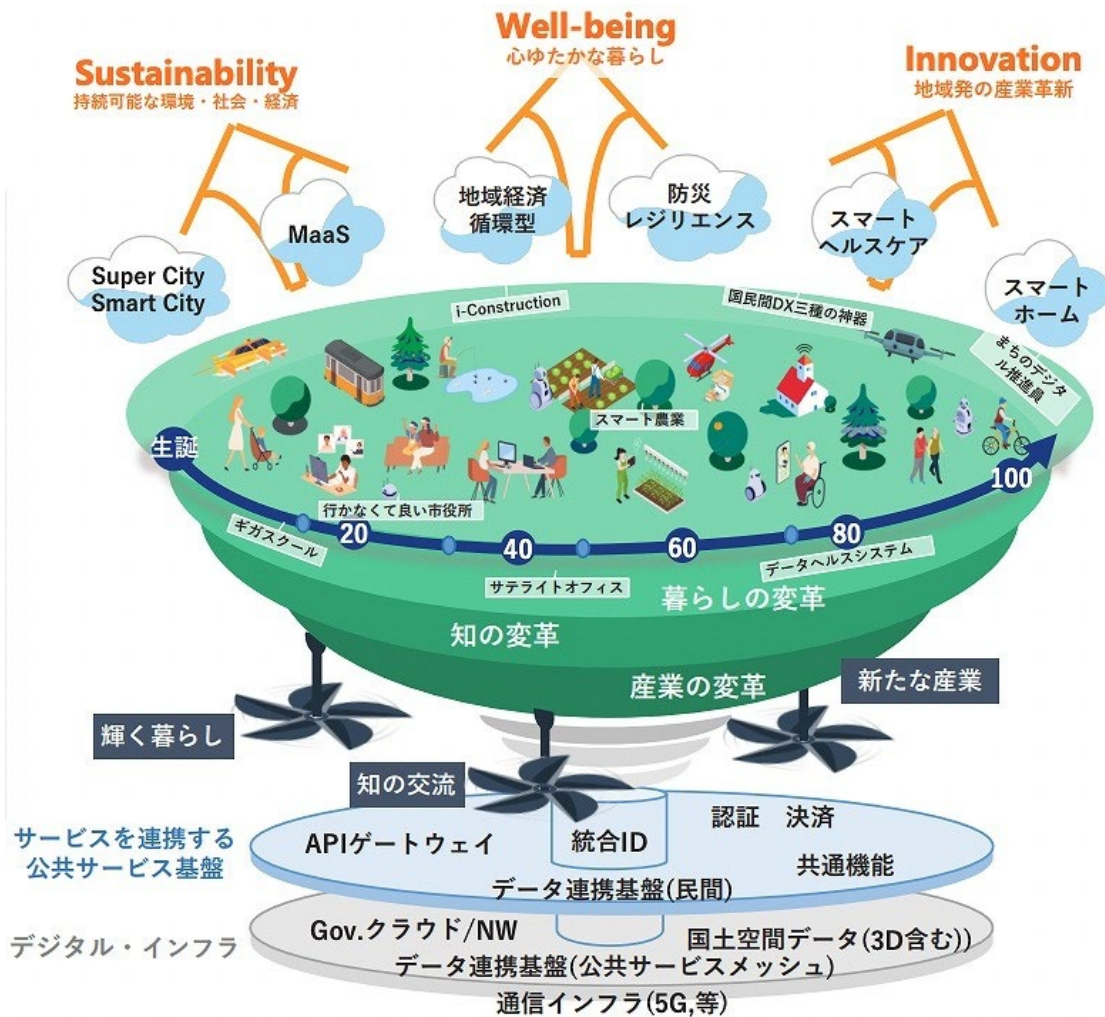 Well-being
心ゆたかな暮らし
Sustainability
持続可能な環境・社会・経済
Innovation
地域発の産業革新
Super City
Smart City
MaaS
地域経済
循環型
防災
レジリエンス
スマート
ヘルスケア
スマート
ホーム
i-Construction
国民間DX三種の神器
まちのデジタ
ル推進員
スマート農業
生誕
行かなくて良い市役所
ギガスクール
20
40
60
80
100
サテライトオフィス
データヘルスシステム
暮らしの変革
知の変革
産業の変革
新たな産業
輝く暮らし
知の交流
サービスを連携する
公共サービス基盤
APIゲートウェイ
統合ID
認証 決済
共通機能
データ連携基盤(民間)
デジタル・インフラ
Gov.クラウド/NW
国土空間データ(3D含む))
データ連携基盤(公共サービスメッシュ)
通信インフラ(5G,等)